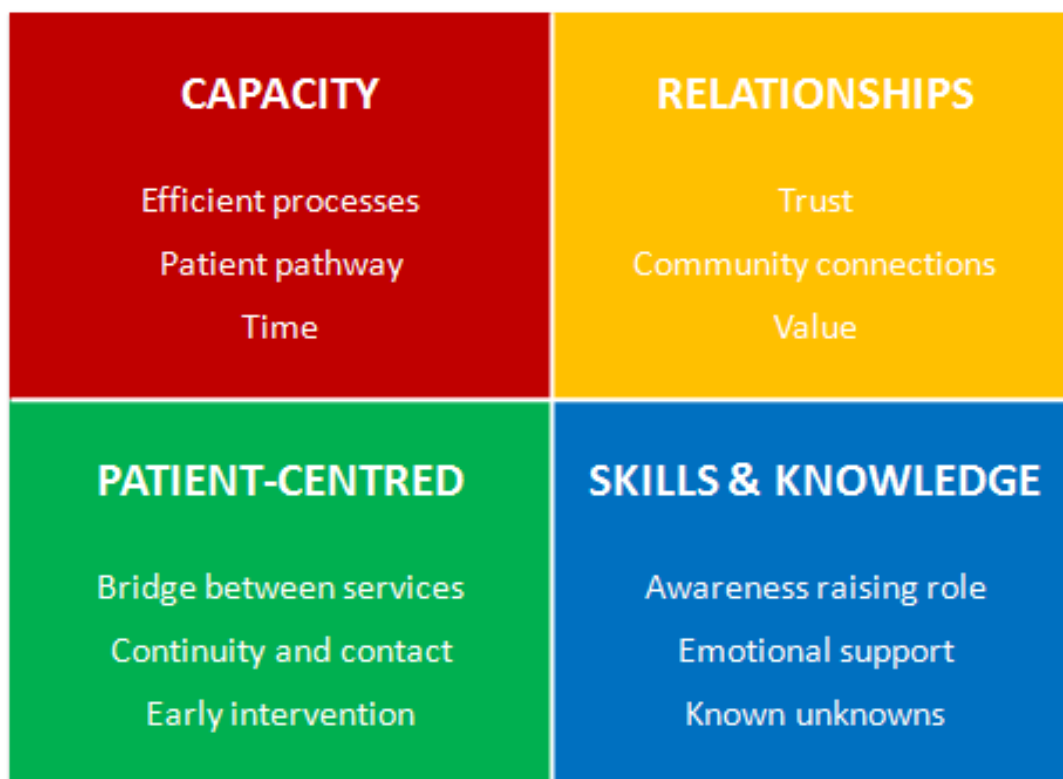 CAPACITY
Efficient processes
Patient pathway
Time
RELATIONSHIPS
Trust
Community connections
Value
PATIENT-CENTRED
Bridge between services
Continuity and contact
Early intervention
SKILLS & KNOWLEDGE
Awareness raising role
Emotional support
Known unknowns